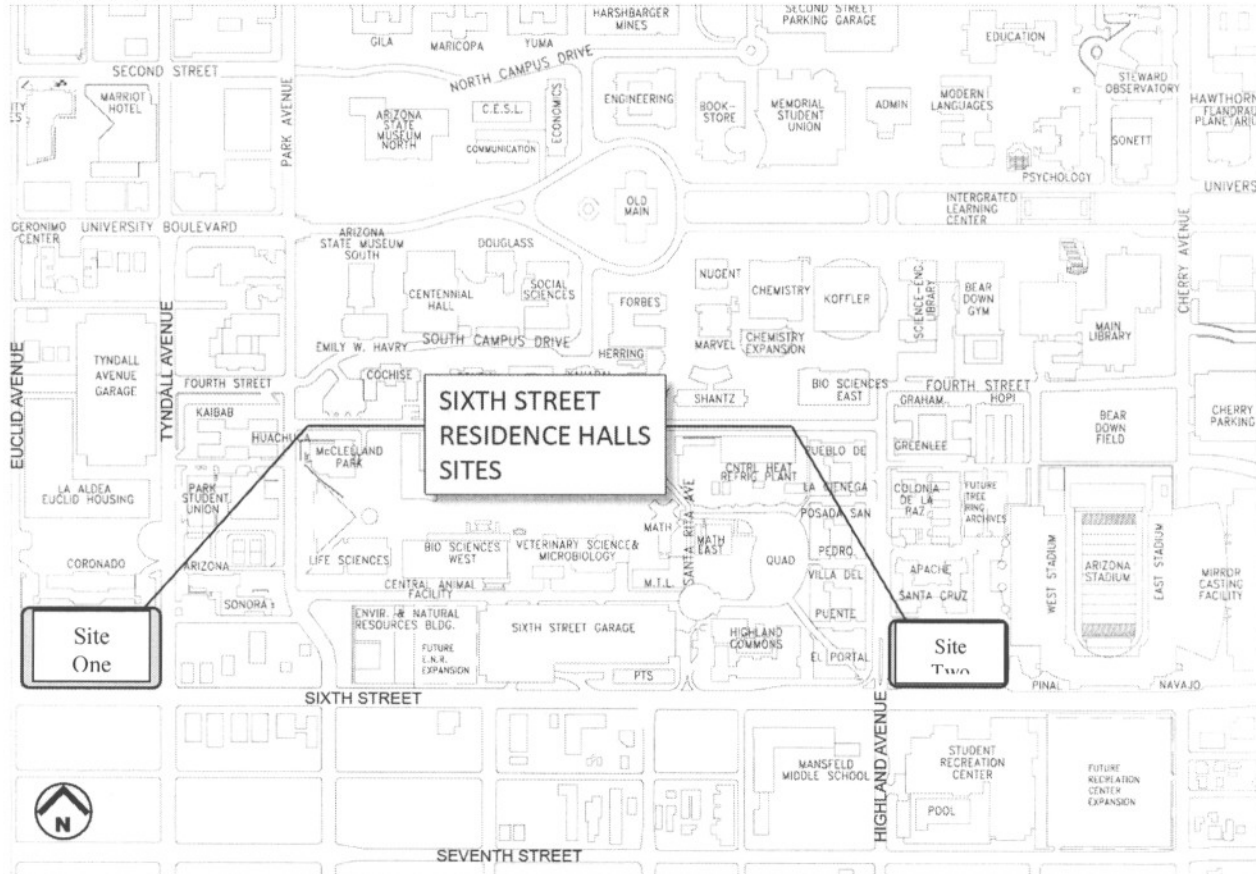 HARSHBARGER
MINES
SECOND STREET
PARKING GARAGE
GILA
MARICOPA
YUMA
EDUCATION
SECOND STREET
NORTH CAMPUS DRIVE
STEWARD
OBSERVATORY
MARRIOT
HOTEL
PARK AVENUE
ARIZONA
STATE
MUSEUM
NORTH
C.E.S.L.
COMMUNICATION
ECONOMICS
ENGINEERING
BOOK-
STORE
MEMORIAL
STUDENT
UNION
ADMIN
MODERN
LANGUAGES
HAWTHORN
FLANDRAU
PLANETARIU
SONETT
PSYCHOLOGY
OLD
MAIN
INTERGRATED
LEARNING
CENTER
UNIVERS
GERONIMO
CENTER
UNIVERSITY BOULEVARD
ARIZONA
STATE MUSEUM
SOUTH
DOUGLASS
CENTENNIAL
HALL
SOCIAL
SCIENCES
FORBES
NUGENT
CHEMISTRY
KOFFLER
SCIENCE-ENG.
LIBRARY
BEAR
DOWN
GYM
MAIN
LIBRARY
CHERRY AVENUE
EUCLID AVENUE
TYNDALL
AVENUE
GARAGE
TYNDALL AVENUE
EMILY W. HAVRY
SOUTH CAMPUS DRIVE
HERRING
MARVEL
CHEMISTRY
EXPANSION
FOURTH STREET
COCHISE
SHANTZ
BIO SCIENCES
EAST
FOURTH STREET
GRAHAM
HOPI
KAIBAB
HUACHUCA
McCLELLAND
PARK
SIXTH STREET
RESIDENCE HALLS
SITES
GREENLEE
BEAR
DOWN
FIELD
CHERRY
PARKING
LA ALDEA
EUCLID HOUSING
PARK
STUDENT
UNION
CNTRL HEAT
REFRIG PLANT
PUEBLO DE
LA CIENEGA
COLONIA
DE LA
PAZ
FUTURE
TREE
RING
ARCHIVES
POSADA SAN
PEDRO
CORONADO
ARIZONA
LIFE SCIENCES
BIO SCIENCES
WEST
VETERINARY SCIENCE&
MICROBIOLOGY
MATH
SANTA RITA AVE
MATH
EAST
QUAD
CENTRAL ANIMAL
FACILITY
M.T.L.
VILLA DEL
PUENTE
APACHE
SANTA CRUZ
WEST STADIUM
ARIZONA
STADIUM
EAST STADIUM
MIRROR
CASTING
FACILITY
SONORA
Site
One
ENVIR. & NATURAL
RESOURCES BLDG.
FUTURE
E.N.R.
EXPANSION
SIXTH STREET GARAGE
PTS
HIGHLAND
COMMONS
EL PORTAL
Site
Two
PINAL
NAVAJO
SIXTH STREET
HIGHLAND AVENUE
MANSFELD
MIDDLE SCHOOL
STUDENT
RECREATION
CENTER
POOL
FUTURE
RECREATION
CENTER
EXPANSION
N
SEVENTH STREET